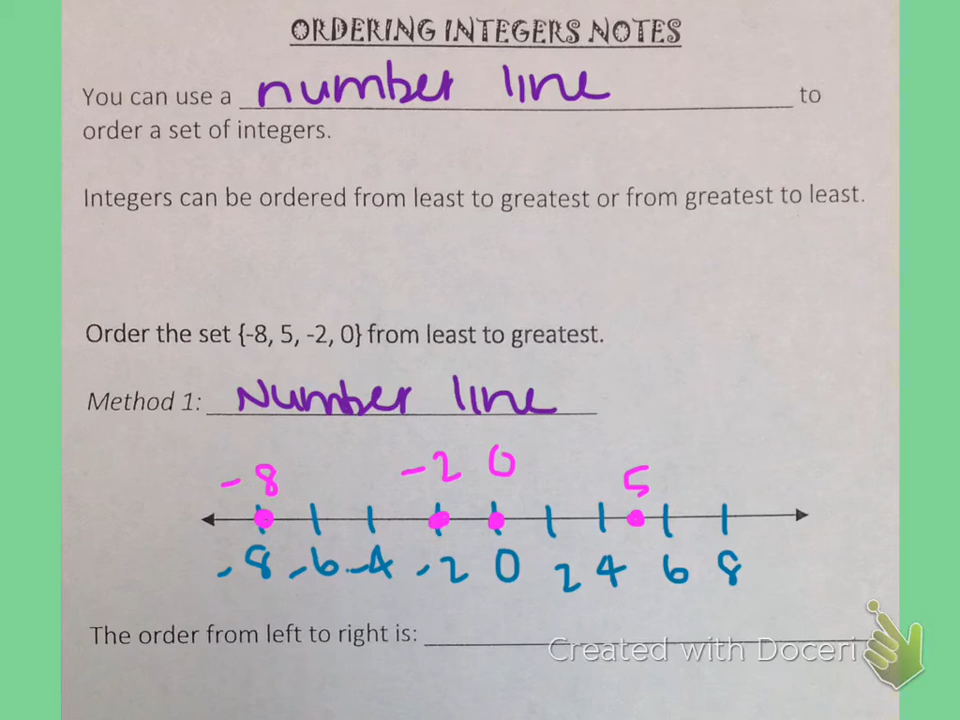 ORDERING INTEGERS NOTES
You can use a number line to
order a set of integers.
Integers can be ordered from least to greatest or from greatest to least.
Order the set {-8, 5, -2, 0} from least to greatest.
Method 1: Number line
-8 -2 0 5
-8 -6 -4 -2 0 2 4 6 8
The order from left to right is:
Created with Doceri